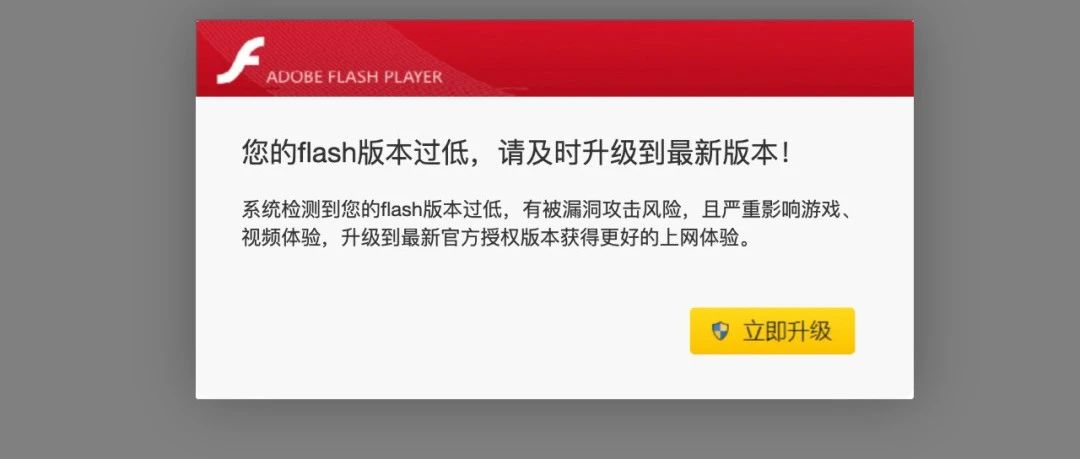 ADOBE FLASH PLAYER
您的flash版本过低，请及时升级到最新版本！
系统检测到您的flash版本过低，有被漏洞攻击风险，且严重影响游戏、
视频体验，升级到最新官方授权版本获得更好的上网体验。
立即升级